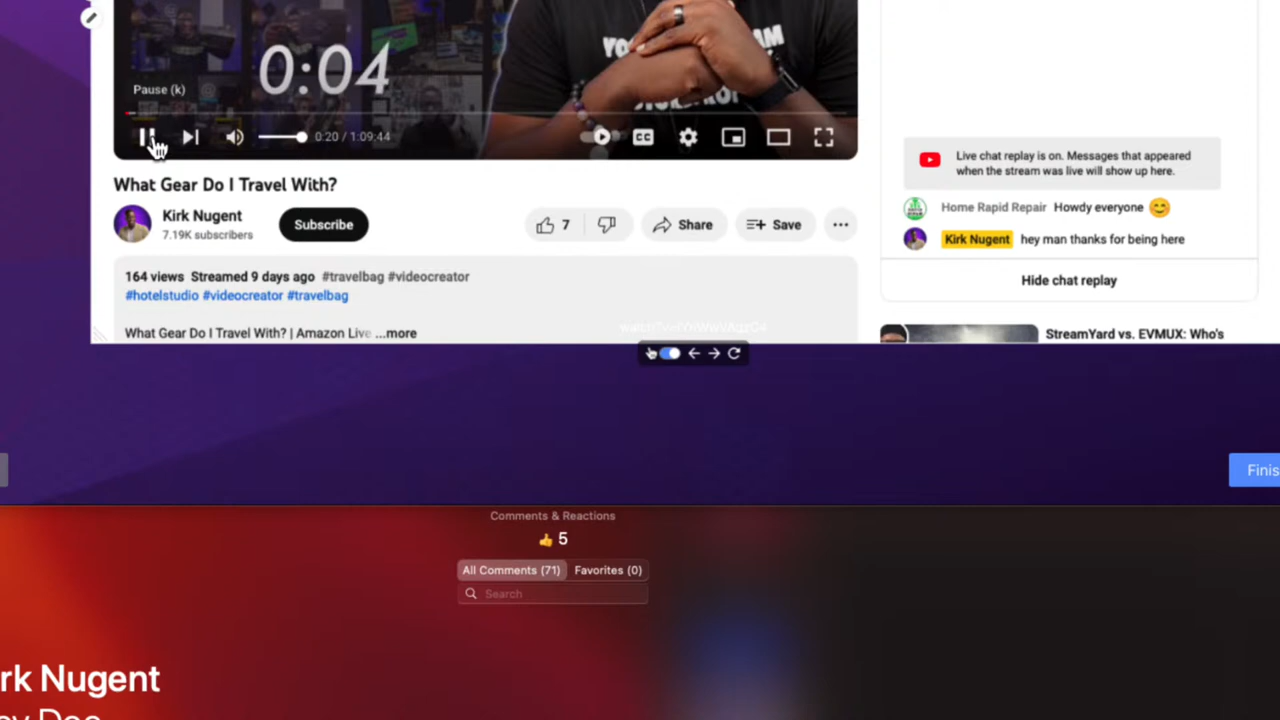 0:04
Pause (k)
0:20 / 1:09:44
CC
What Gear Do I Travel With?
Kirk Nugent
7.19K subscribers
Subscribe
7
Share
Save
164 views Streamed 9 days ago #travelbag #videocreator
#hotelstudio #videocreator #travelbag
What Gear Do I Travel With? | Amazon Live ...more
Live chat replay is on. Messages that appeared
when the stream was live will show up here.
Home Rapid Repair Howdy everyone 😊
Kirk Nugent hey man thanks for being here
Hide chat replay
StreamYard vs. EVMUX: Who's
Finis
Comments & Reactions
👍 5
All Comments (71) Favorites (0)
Search
rk Nugent